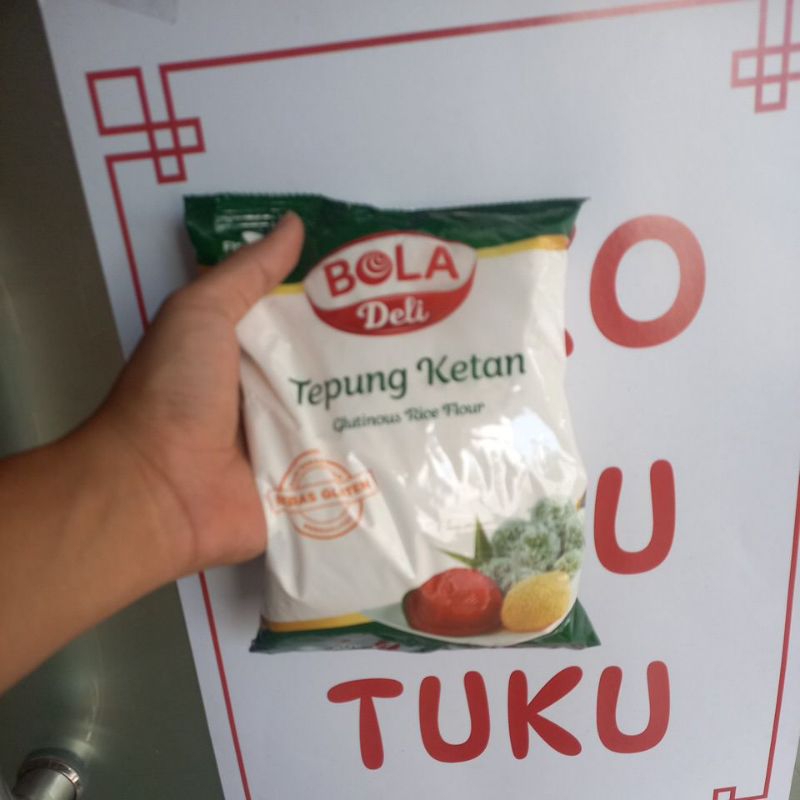 BOLA
Deli
Tepung Ketan
Glutinous Rice Flour
BEBAS GLUTEN
O
U
TUKU